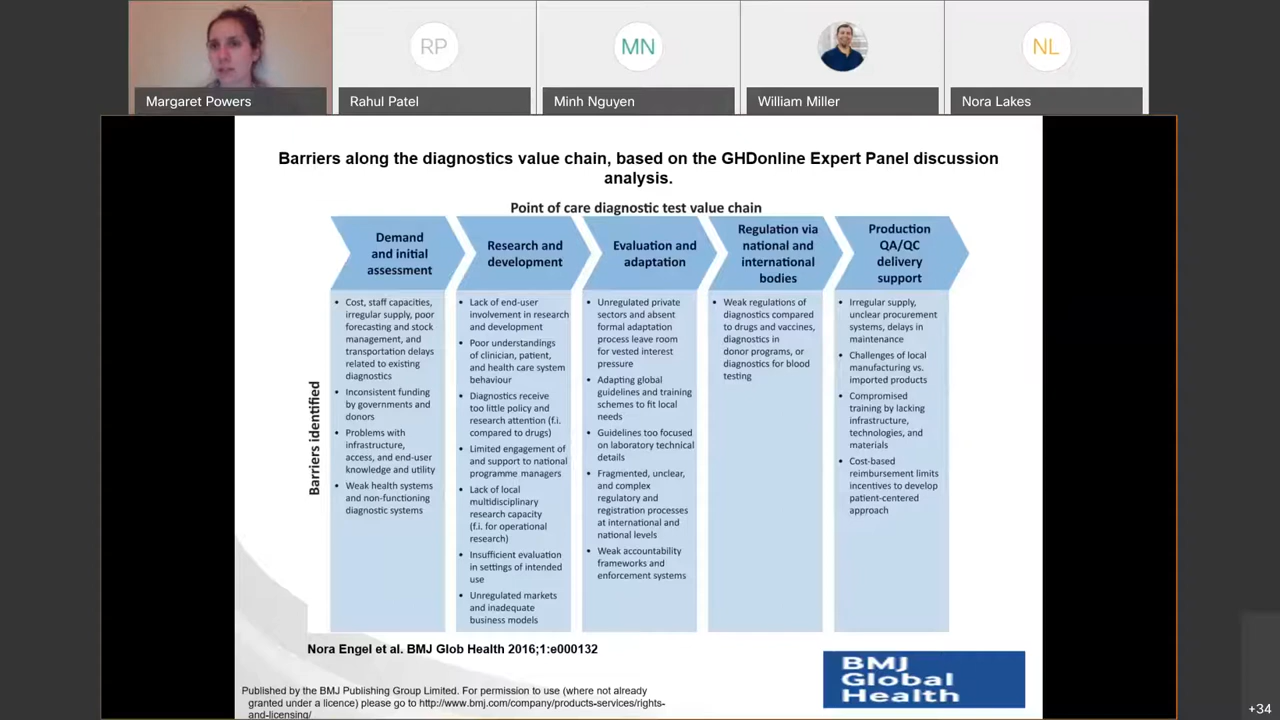 RP
MN
NL
Margaret Powers
Rahul Patel
Minh Nguyen
William Miller
Nora Lakes
Barriers along the diagnostics value chain, based on the GHDonline Expert Panel discussion
analysis.
Point of care diagnostic test value chain
Demand
and initial
assessment
Research and
development
Evaluation and
adaptation
Regulation via
national and
international
bodies
Production
QA/QC
delivery
support
Barriers identified
• Cost, staff capacities,
irregular supply, poor
forecasting and stock
management, and
transportation delays
related to existing
diagnostics
• Inconsistent funding
by governments and
donors
• Problems with
infrastructure,
access, and end-user
knowledge and utility
• Weak health systems
and non-functioning
diagnostic systems
• Lack of end-user
involvement in research
and development
• Poor understandings
of clinician, patient,
and health care system
behaviour
• Diagnostics receive
too little policy and
research attention (f.i.
compared to drugs)
• Limited engagement of
and support to national
programme managers
• Lack of local
multidisciplinary
research capacity
(f.i. for operational
research)
• Insufficient evaluation
in settings of intended
use
• Unregulated markets
and inadequate
business models
• Unregulated private
sectors and absent
formal adaptation
process leave room
for vested interest
pressure
• Adapting global
guidelines and training
schemes to fit local
needs
• Guidelines too focused
on laboratory technical
details
• Fragmented, unclear,
and complex
regulatory and
registration processes
at international and
national levels
• Weak accountability
frameworks and
enforcement systems
• Weak regulations of
diagnostics compared
to drugs and vaccines,
diagnostics in
donor programs, or
diagnostics for blood
testing
• Irregular supply,
unclear procurement
systems, delays in
maintenance
• Challenges of local
manufacturing vs.
imported products
• Compromised
training by lacking
infrastructure,
technologies, and
materials
• Cost-based
reimbursement limits
incentives to develop
patient-centered
approach
Nora Engel et al. BMJ Glob Health 2016;1:e000132
BMJ
Global
Health
Published by the BMJ Publishing Group Limited. For permission to use (where not already
granted under a licence) please go to http://www.bmj.com/company/products-services/rights-
and-licensing/
+34